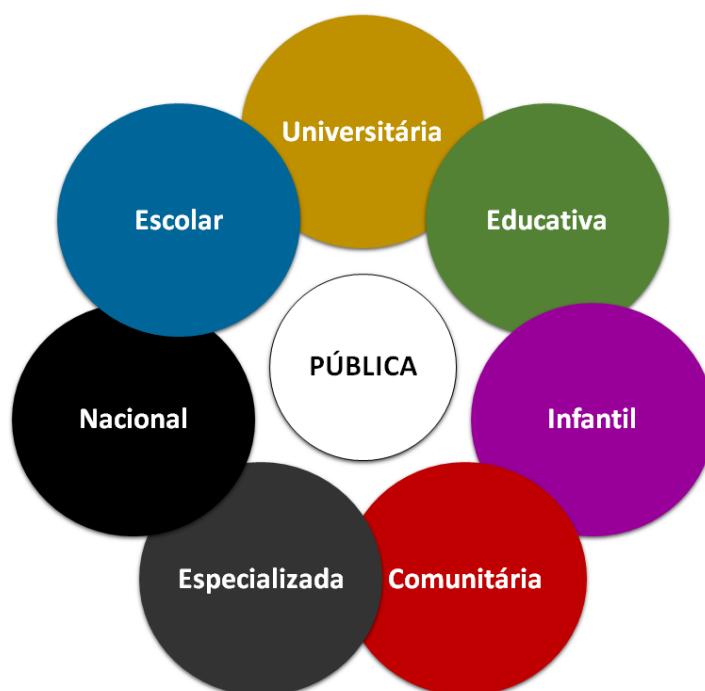 Universitária
Escolar
Educativa
PÚBLICA
Nacional
Infantil
Especializada
Comunitária